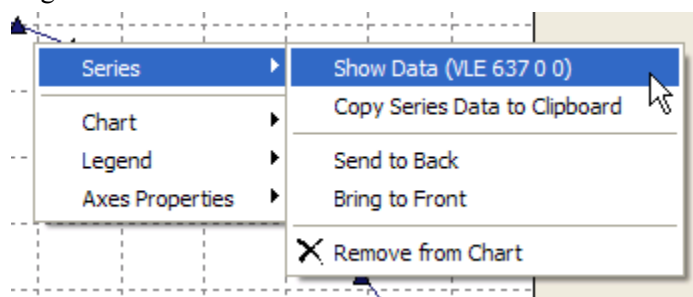 Series
Chart
Legend
Axes Properties
Show Data (VLE 637 0 0)
Copy Series Data to Clipboard
Send to Back
Bring to Front
Remove from Chart